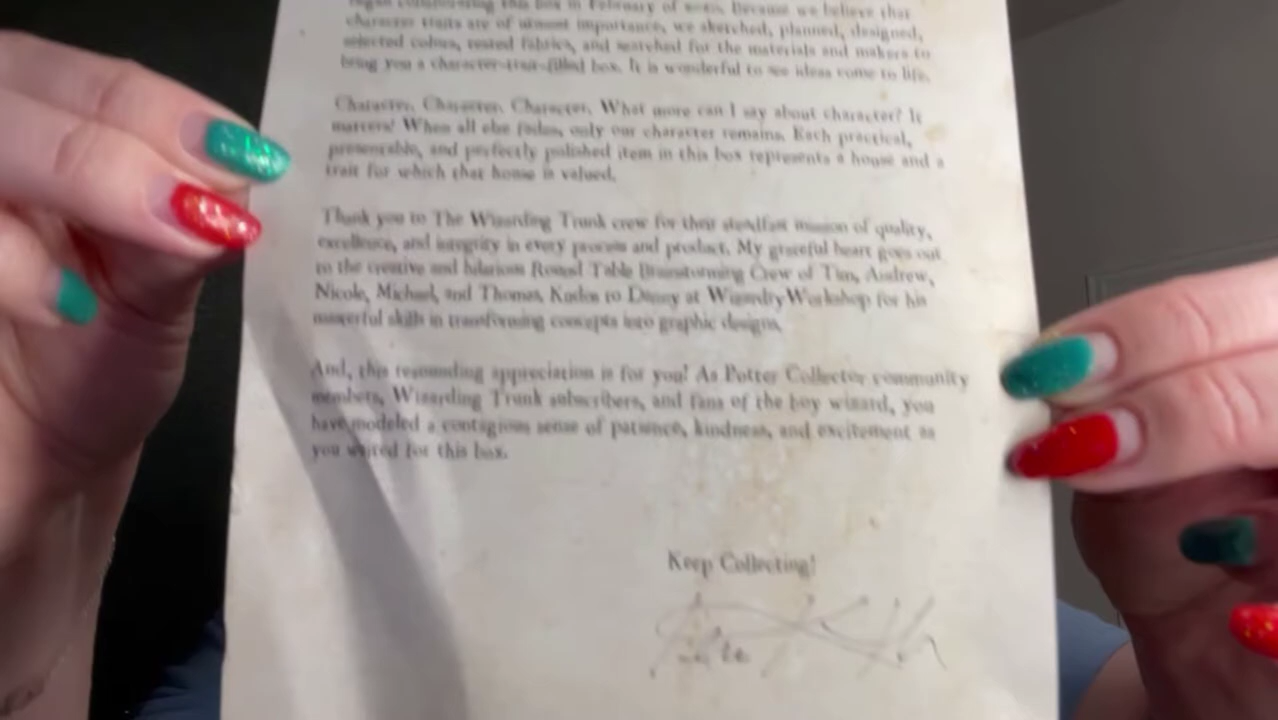 began constructing this box in February of Because we believe that
character traits are of utmost importance, we sketched, planned, designed,
selected colors, tested fabrics, and searched for the materials and makers to
bring you a character-trait-filled box. It is wonderful to see ideas come to life.
Character, Character, Character. What more can I say about character? It
matters! When all else fades, only our character remains. Each practical,
presentable, and perfectly polished item in this box represents a house and a
trait for which that house is valued.
Thank you to The Wizarding Trunk crew for their steadfast mission of quality,
excellence, and integrity in every process and product. My grateful heart goes out
to the creative and hilarious Round Table Brainstorming Crew of Tim, Andrew,
Nicole, Michael, and Thomas. Kudos to Danny at WizardryWorkshop for his
masterful skills in transforming concepts into graphic designs.
And, this resounding appreciation is for you! As Potter Collector community
members, Wizarding Trunk subscribers, and fans of the boy wizard, you
have modeled a contagious sense of patience, kindness, and excitement as
you waited for this box.
Keep Collecting!